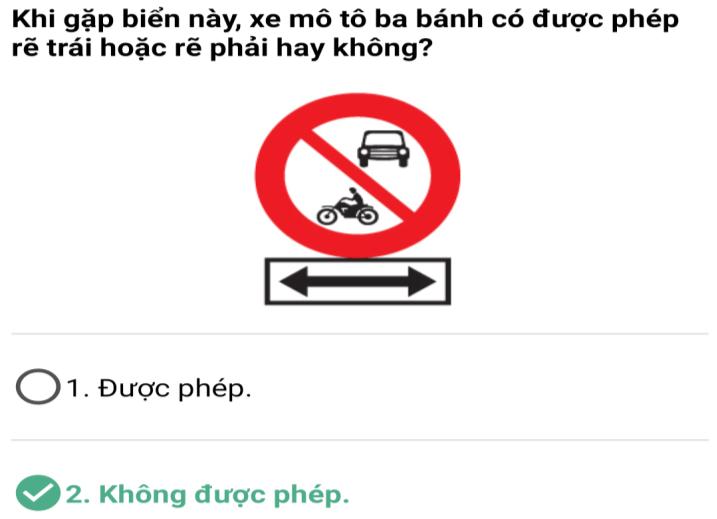 Khi gặp biển này, xe mô tô ba bánh có được phép
rẽ trái hoặc rẽ phải hay không?
1. Được phép.
2. Không được phép.